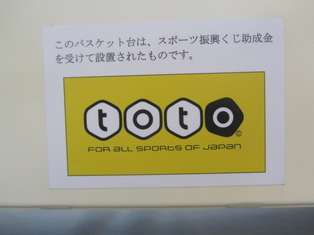 このバスケット台は、スポーツ振興くじ助成金
を受けて設置されたものです。
toto
©
FOR ALL SPORTS OF JAPAN